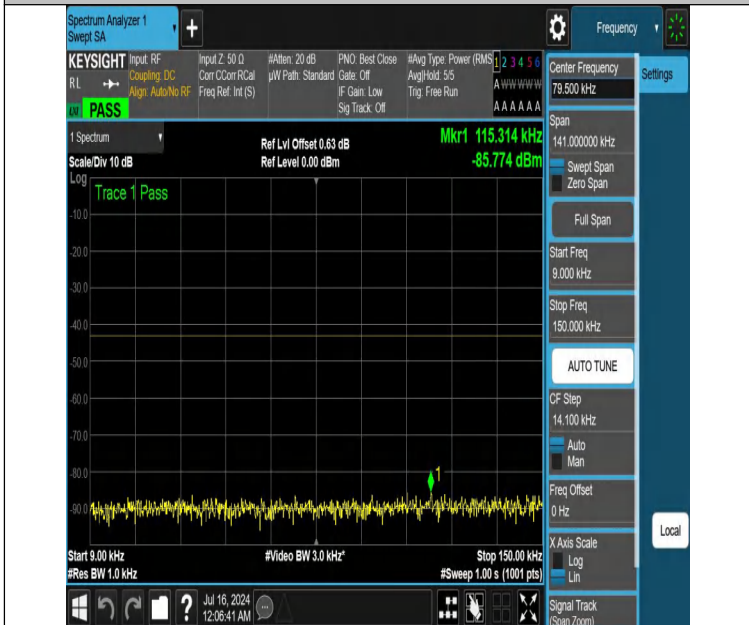 Spectrum Analyzer 1
Swept SA
+
Frequency
KEYSIGHT
RL
PASS
Input: RF
Coupling: DC
Align: Auto/No RF
Input Z: 50 Ω
Corr CCorr RCal
Freq Ref: Int (S)
#Atten: 20 dB
µW Path: Standard
PNO: Best Close
Gate: Off
IF Gain: Low
Sig Track: Off
#Avg Type: Power (RMS
Avg|Hold: 5/5
Trig: Free Run
1 2 3 4 5 6
A W W W W W
A A A A A A
1 Spectrum
Scale/Div 10 dB
Ref Lvl Offset 0.63 dB
Ref Level 0.00 dBm
Mkr1 115.314 kHz
-85.774 dBm
Log
Trace 1 Pass
-10.0
-20.0
-30.0
-40.0
-50.0
-60.0
-70.0
-80.0
-90.0
1
Start 9.00 kHz
#Res BW 1.0 kHz
#Video BW 3.0 kHz*
Stop 150.00 kHz
#Sweep 1.00 s (1001 pts)
?
Jul 16, 2024
12:06:41 AM
Center Frequency
79.500 kHz
Span
141.000000 kHz
Swept Span
Zero Span
Full Span
Start Freq
9.000 kHz
Stop Freq
150.000 kHz
AUTO TUNE
CF Step
14.100 kHz
Auto
Man
Freq Offset
0 Hz
X Axis Scale
Log
Lin
Signal Track
(Span Zoom)
Settings
Local